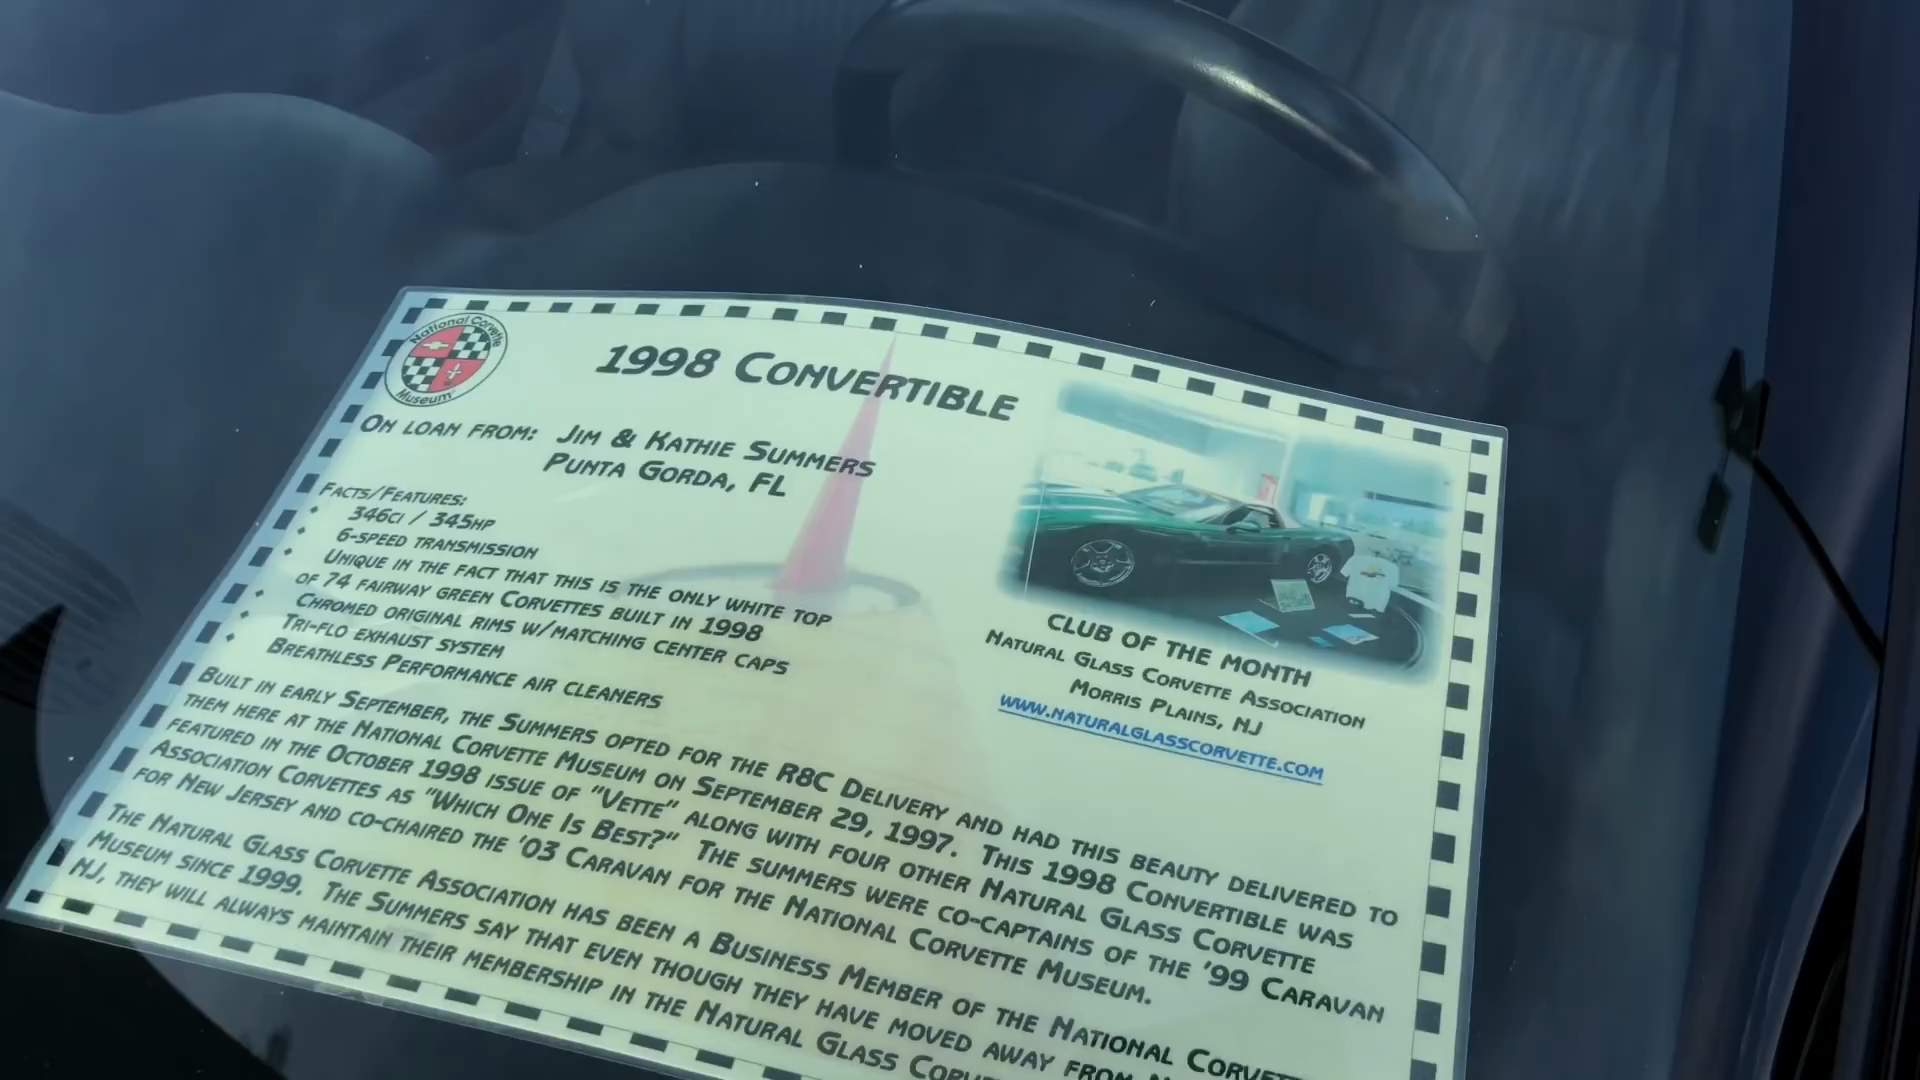 National Corvette
Museum
1998 CONVERTIBLE
ON LOAN FROM: JIM & KATHIE SUMMERS
PUNTA GORDA, FL
FACTS/FEATURES:
346CI / 345HP
6-SPEED TRANSMISSION
UNIQUE IN THE FACT THAT THIS IS THE ONLY WHITE TOP
OF 74 FAIRWAY GREEN CORVETTES BUILT IN 1998
CHROMED ORIGINAL RIMS W/MATCHING CENTER CAPS
TRI-FLO EXHAUST SYSTEM
BREATHLESS PERFORMANCE AIR CLEANERS
CLUB OF THE MONTH
NATURAL GLASS CORVETTE ASSOCIATION
MORRIS PLAINS, NJ
WWW.NATURALGLASSCORVETTE.COM
BUILT IN EARLY SEPTEMBER, THE SUMMERS OPTED FOR THE R8C DELIVERY AND HAD THIS BEAUTY DELIVERED TO
THEM HERE AT THE NATIONAL CORVETTE MUSEUM ON SEPTEMBER 29, 1997. THIS 1998 CONVERTIBLE WAS
FEATURED IN THE OCTOBER 1998 ISSUE OF "VETTE" ALONG WITH FOUR OTHER NATURAL GLASS CORVETTE
ASSOCIATION CORVETTES AS "WHICH ONE IS BEST?" THE SUMMERS WERE CO-CAPTAINS OF THE '99 CARAVAN
FOR NEW JERSEY AND CO-CHAIRED THE '03 CARAVAN FOR THE NATIONAL CORVETTE MUSEUM.
THE NATURAL GLASS CORVETTE ASSOCIATION HAS BEEN A BUSINESS MEMBER OF THE NATIONAL CORVETTE
MUSEUM SINCE 1999. THE SUMMERS SAY THAT EVEN THOUGH THEY HAVE MOVED AWAY FROM
NJ, THEY WILL ALWAYS MAINTAIN THEIR MEMBERSHIP IN THE NATURAL GLASS